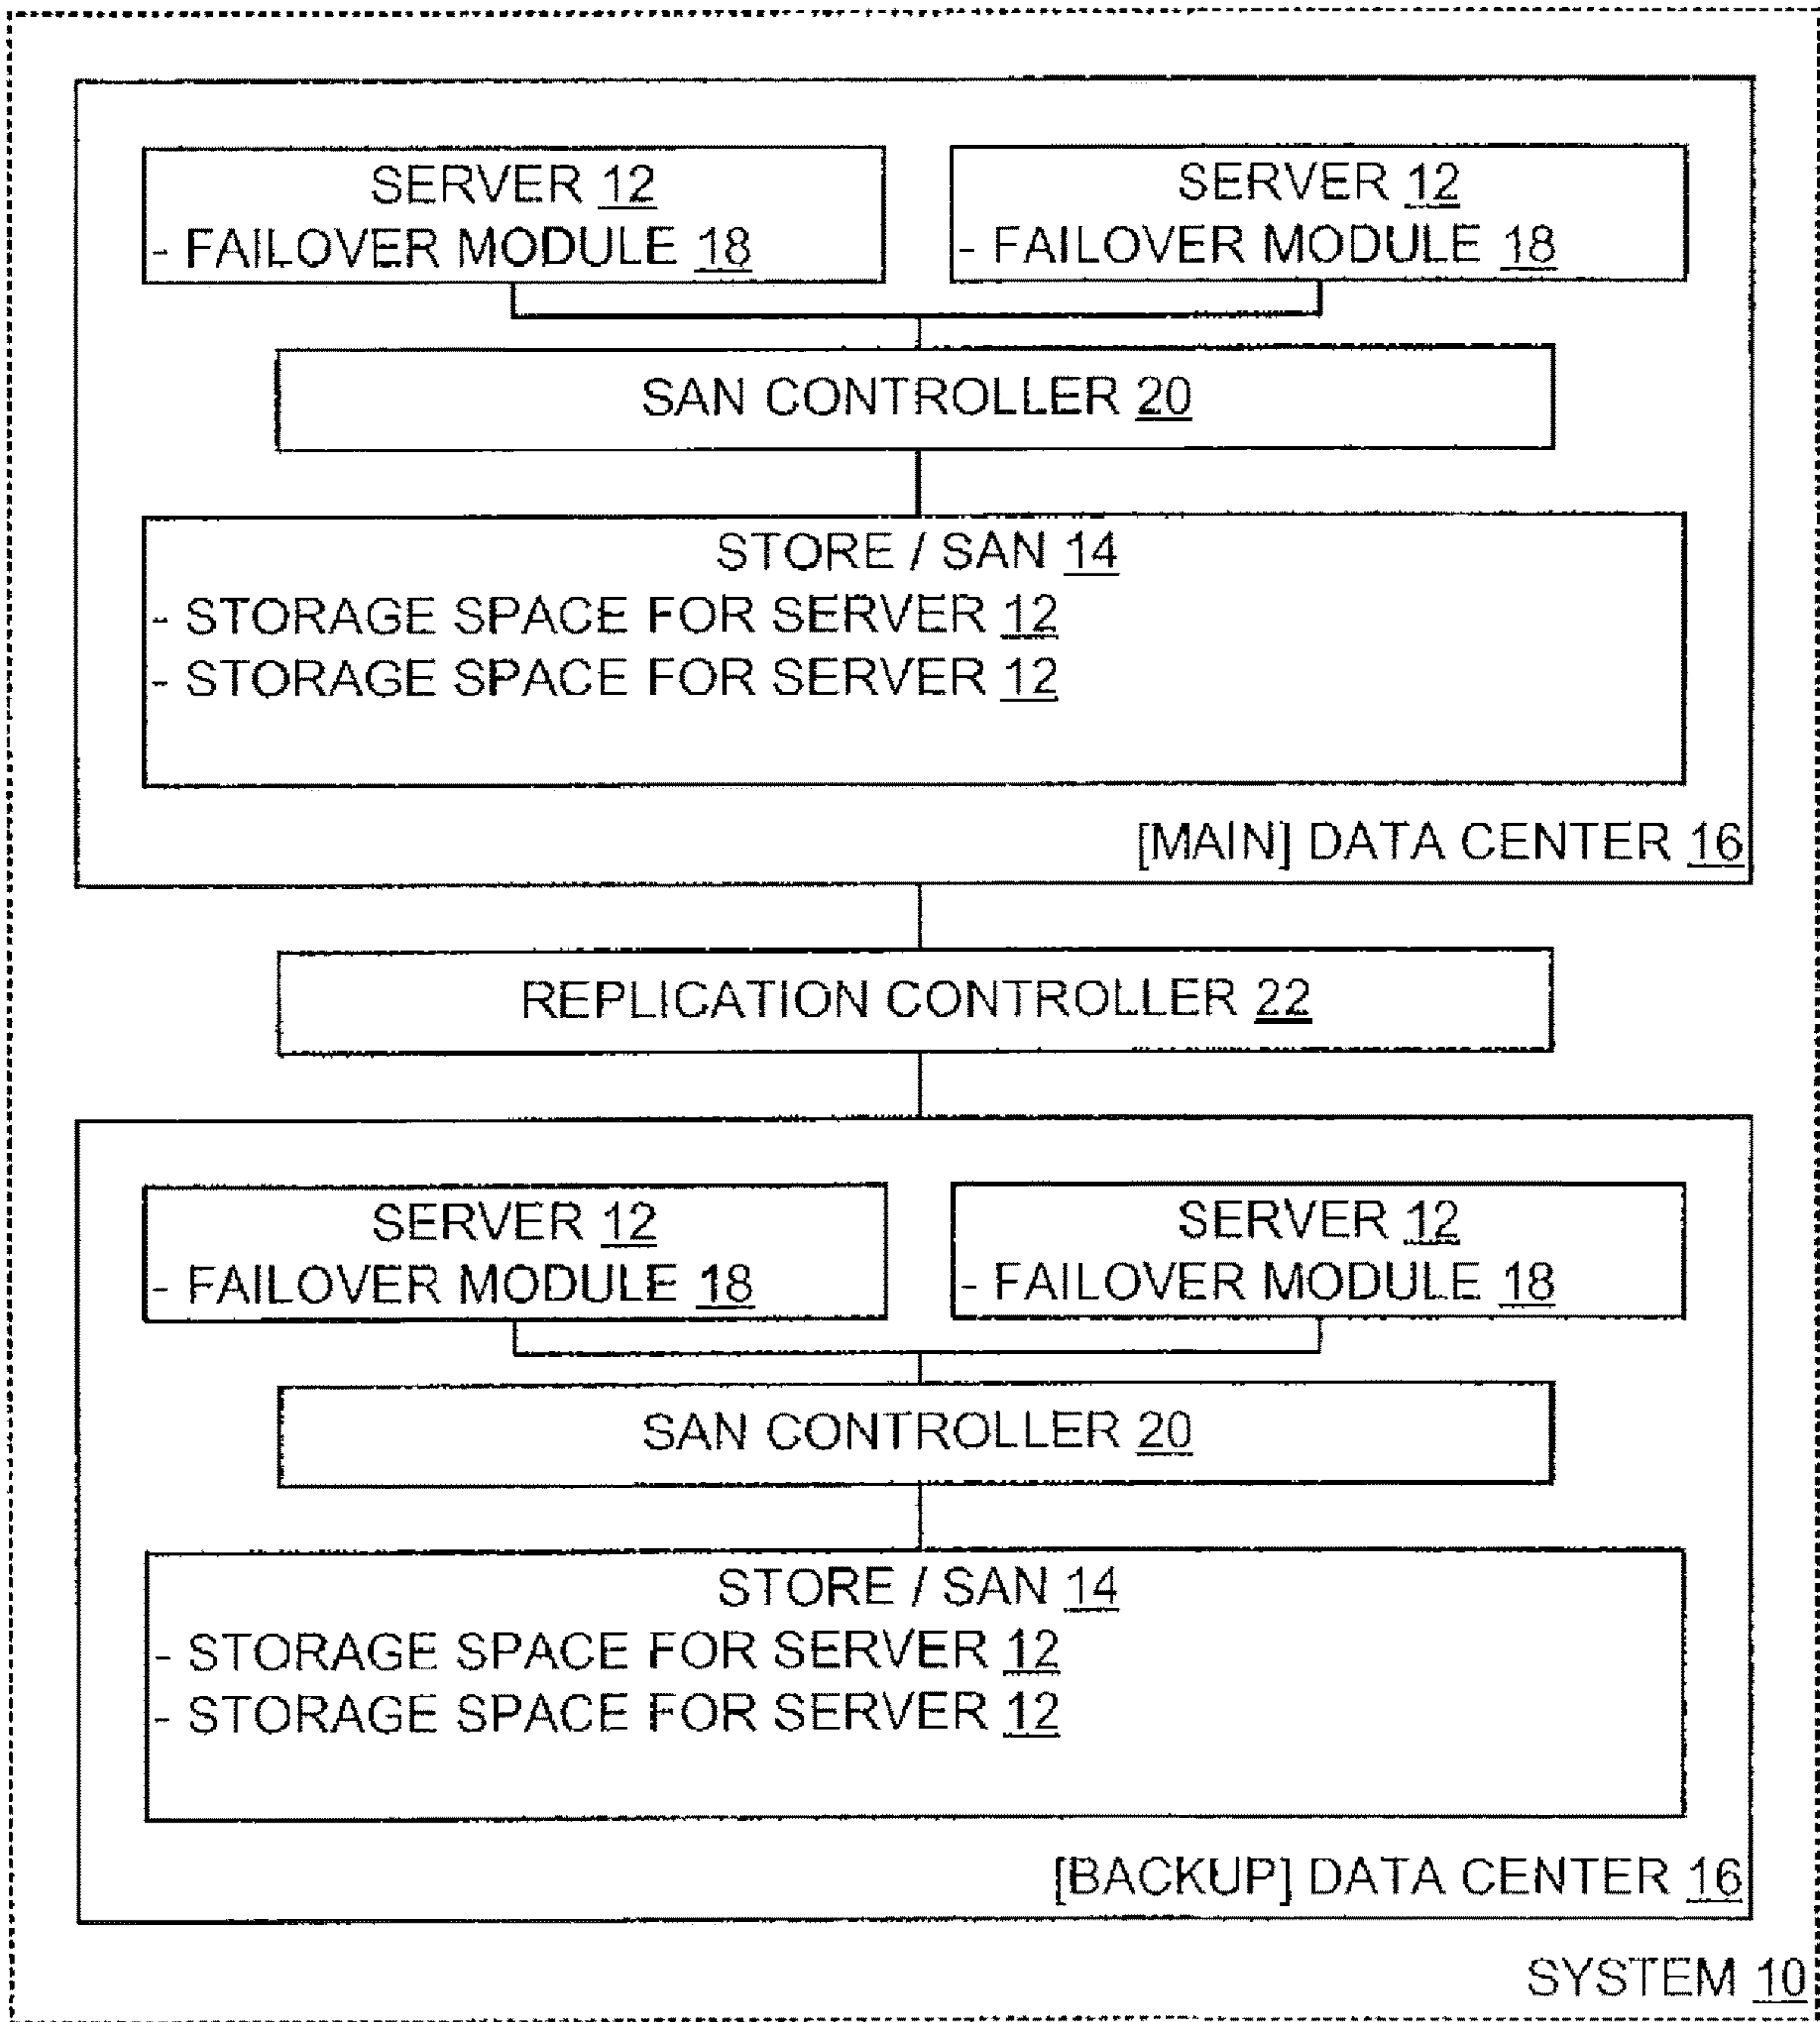 SERVER 12
- FAILOVER MODULE 18
SERVER 12
- FAILOVER MODULE 18
SAN CONTROLLER 20
STORE / SAN 14
- STORAGE SPACE FOR SERVER 12
- STORAGE SPACE FOR SERVER 12
[MAIN] DATA CENTER 16
REPLICATION CONTROLLER 22
SERVER 12
- FAILOVER MODULE 18
SERVER 12
- FAILOVER MODULE 18
SAN CONTROLLER 20
STORE / SAN 14
- STORAGE SPACE FOR SERVER 12
- STORAGE SPACE FOR SERVER 12
[BACKUP] DATA CENTER 16
SYSTEM 10